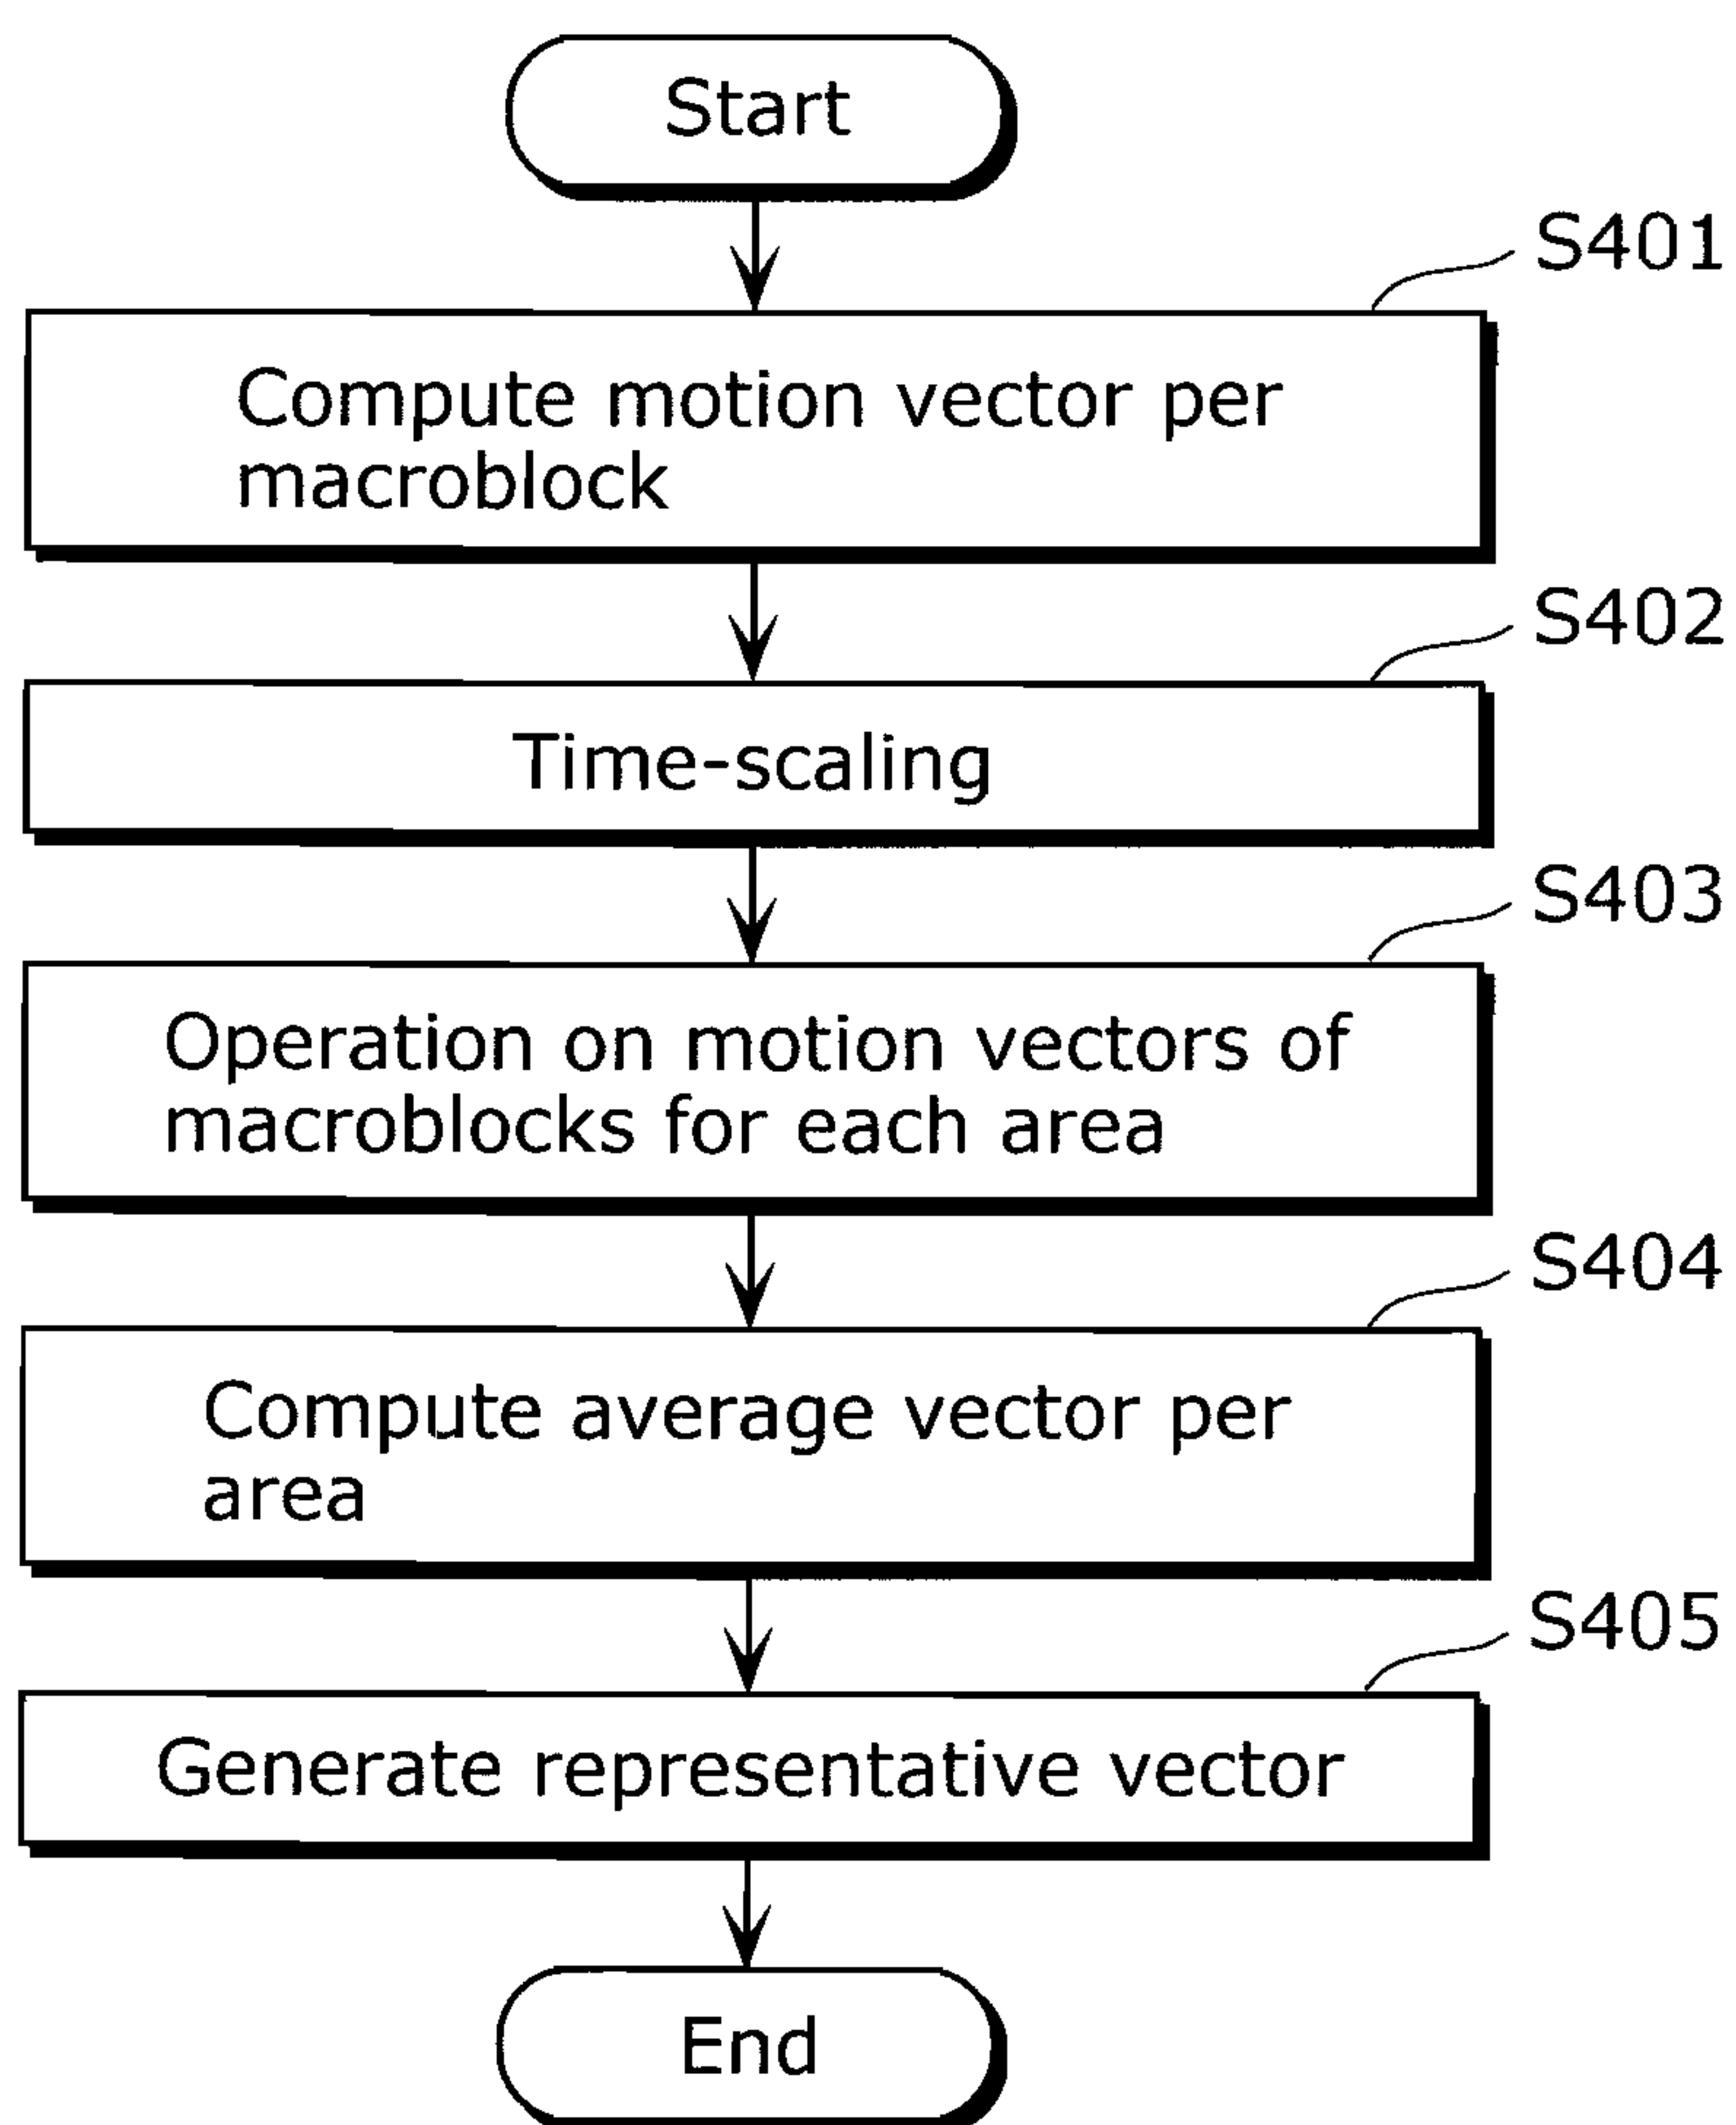 Start
S401
Compute motion vector per
macroblock
S402
Time-scaling
S403
Operation on motion vectors of
macroblocks for each area
S404
Compute average vector per
area
S405
Generate representative vector
End